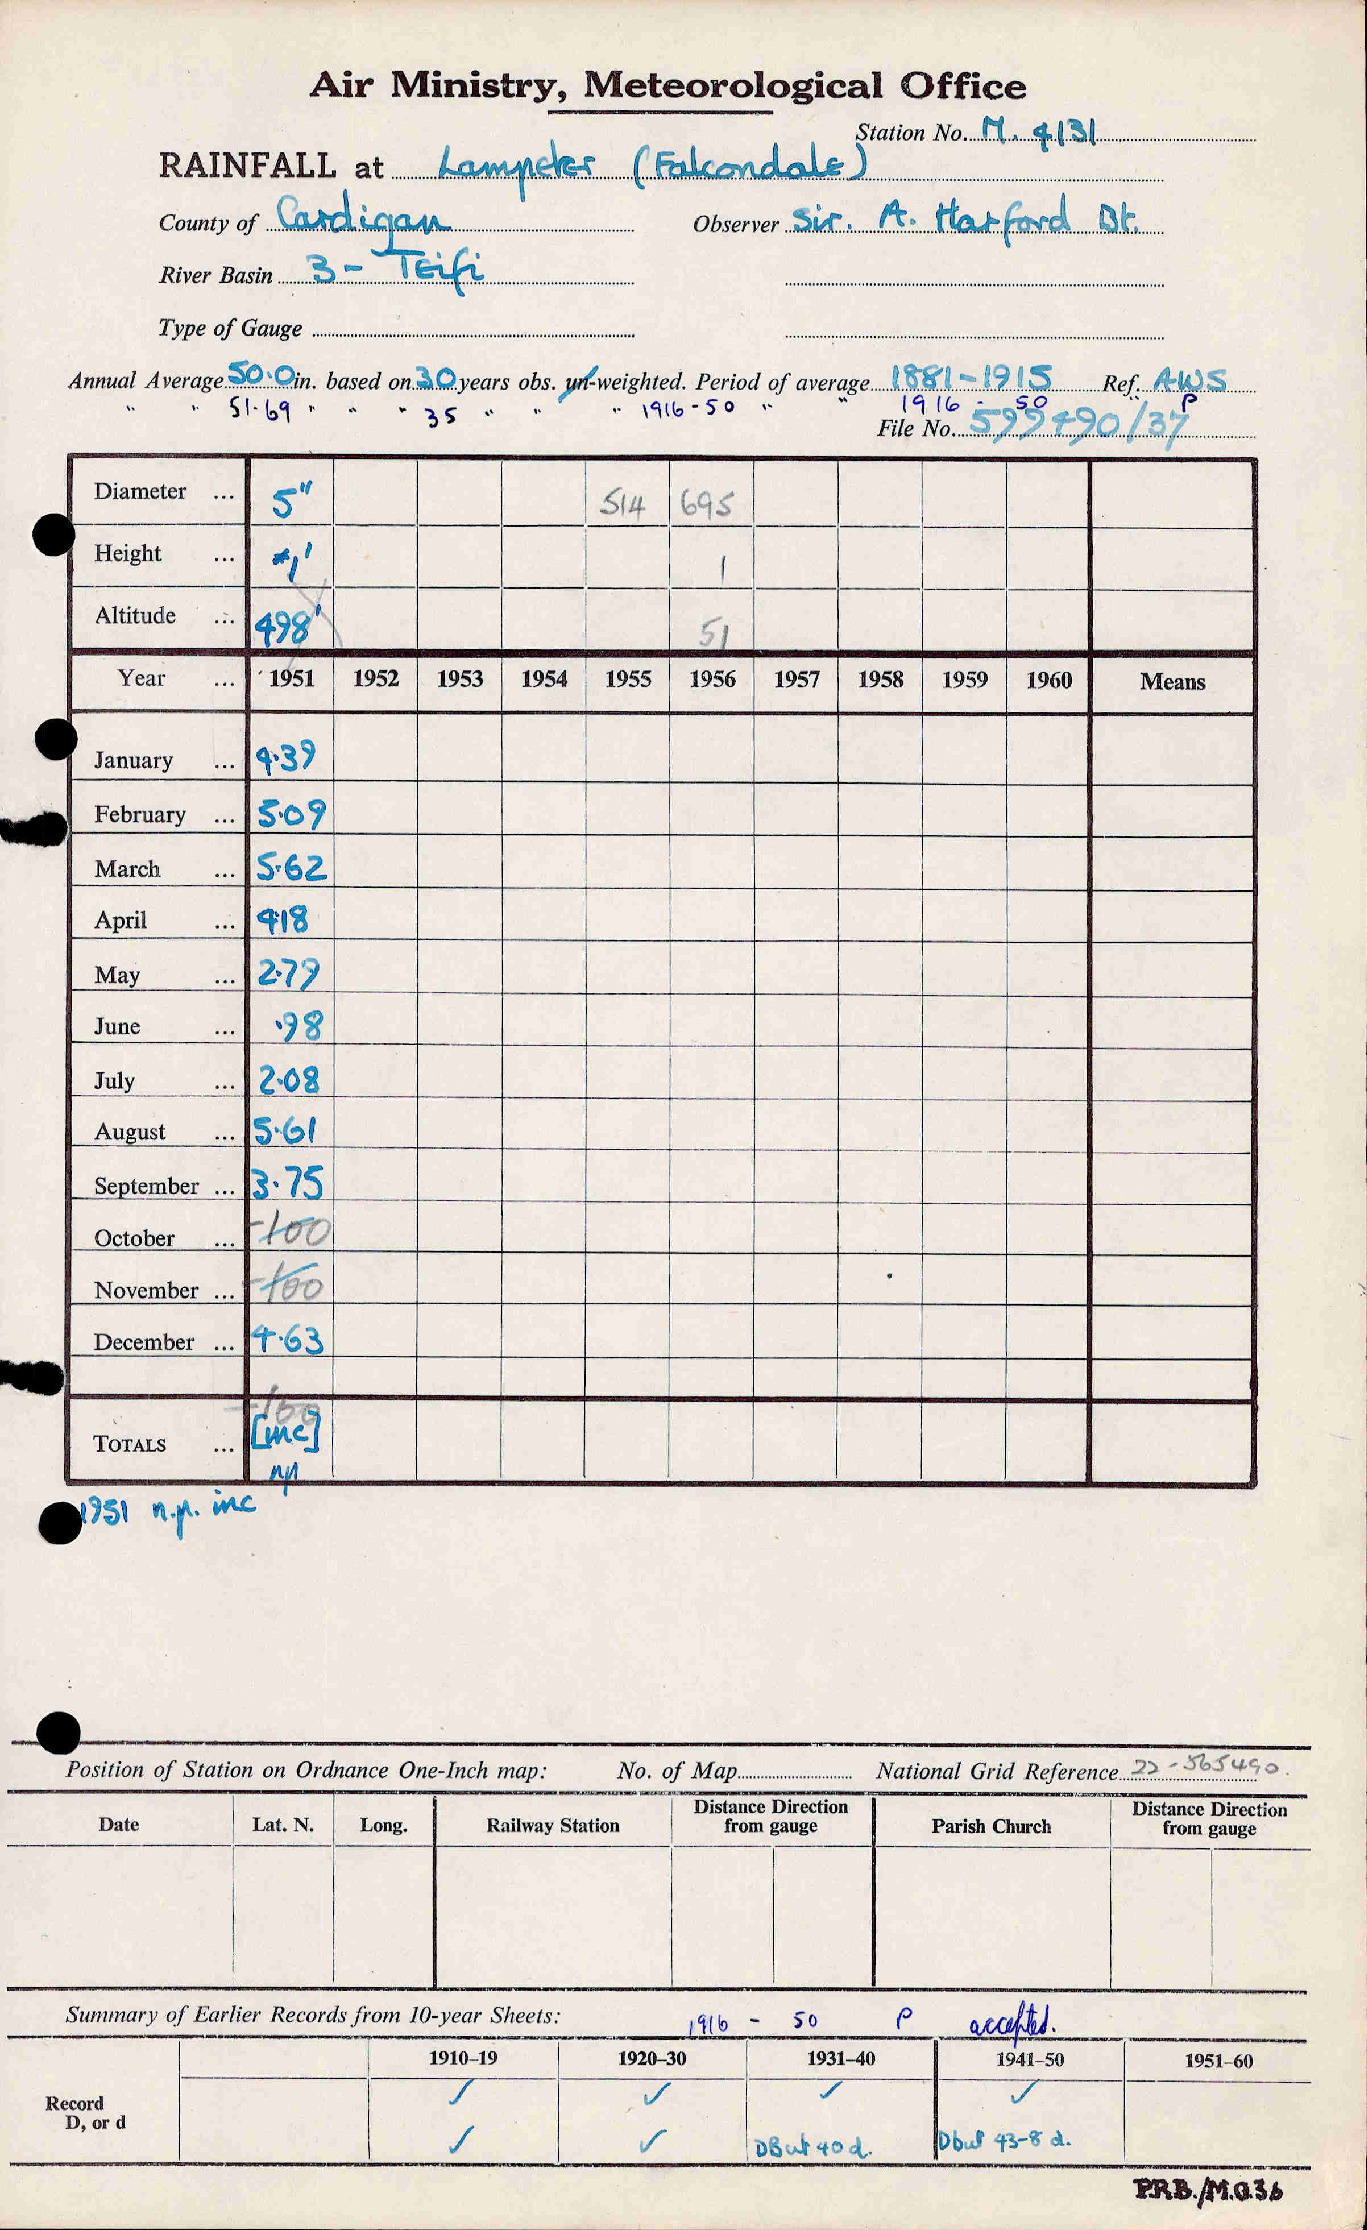 Air Ministry, Meteorological Office
Station No. M. 4131
RAINFALL at Lampeter (Falcondale)
County of Cardigan Observer Sir. A. Harford Bt.
River Basin 3 - Teifi
Type of Gauge
Annual Average 50.0 in. based on 30 years obs. un-weighted. Period of average 1881-1915 Ref. AWS
" " 51.69 " " " 35 " " " 1916-50 " " 1916 - 50 " P
File No. 599490/37
Diameter ... 5" 514 695
Height ... 1' 1
Altitude ... 498' 51
Year ... 1951 1952 1953 1954 1955 1956 1957 1958 1959 1960 Means
January ... 4.39
February ... 5.09
March ... 5.62
April ... 4.18
May ... 2.79
June ... .98
July ... 2.08
August ... 5.61
September ... 3.75
October ... -100
November ... -100
December ... 4.63
-100
TOTALS ... [inc]
np
1951 n.p. inc
Position of Station on Ordnance One-Inch map: No. of Map National Grid Reference 22-565490.
Date Lat. N. Long. Railway Station Distance Direction from gauge Parish Church Distance Direction from gauge
Summary of Earlier Records from 10-year Sheets: 1916 - 50 P accepted.
1910-19 1920-30 1931-40 1941-50 1951-60
Record ✓ ✓ ✓ ✓
D, or d ✓ ✓ D But 40 d. D but 43-8 d.
P.R.B./M.O.36